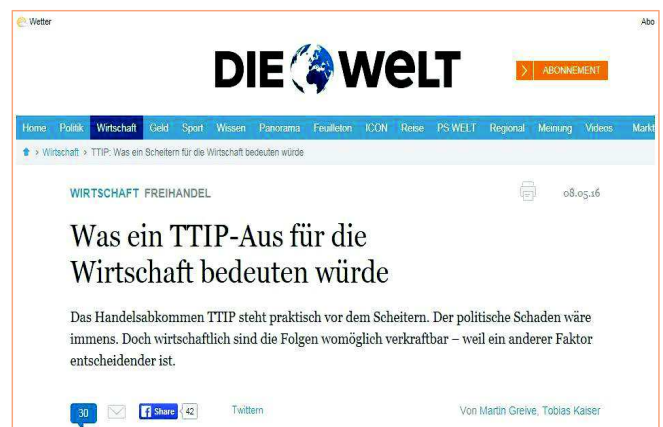 Wetter Abo
DIE WELT
ABONNEMENT
Home Politik Wirtschaft Geld Sport Wissen Panorama Feuilleton ICON Reise PS WELT Regional Meinung Videos Markt
> Wirtschaft > TTIP: Was ein Scheitern für die Wirtschaft bedeuten würde
WIRTSCHAFT FREIHANDEL 08.05.16
Was ein TTIP-Aus für die
Wirtschaft bedeuten würde
Das Handelsabkommen TTIP steht praktisch vor dem Scheitern. Der politische Schaden wäre
immens. Doch wirtschaftlich sind die Folgen womöglich verkraftbar – weil ein anderer Faktor
entscheidender ist.
30 f Share 42 Twittern Von Martin Greive, Tobias Kaiser